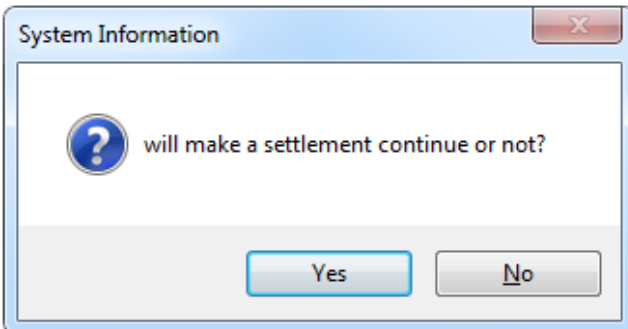 System Information
will make a settlement continue or not?
Yes
No